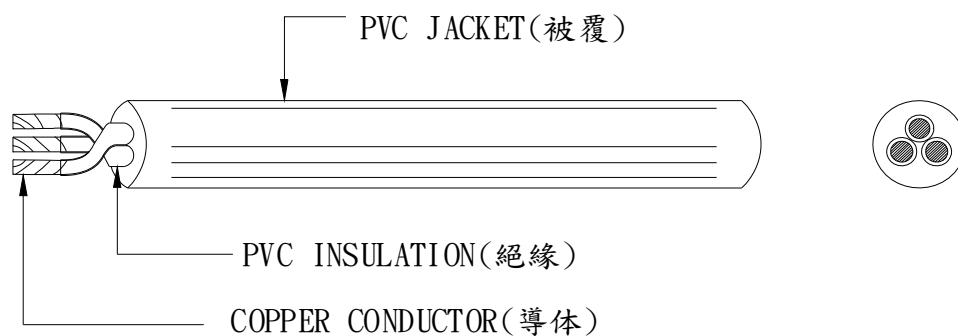 PVC JACKET(被覆)
PVC INSULATION(絕緣)
COPPER CONDUCTOR(導体)